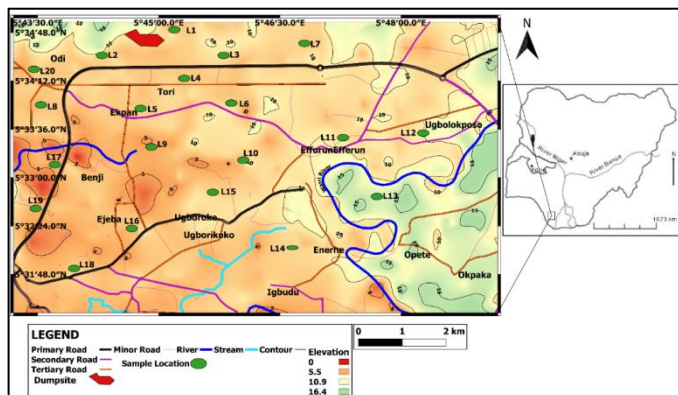 5°43'30.0"E 5°45'00.0"E 5°46'30.0"E 5°48'00.0"E
N
5°34'48.0"N
L1
L7
Odi L2 L3
L20
5°34'12.0"N
L4
Tori
L8 Ekpan L5 L6
5°33'36.0"N
L11 L12 Ugbolokposo
EffurunEfferun
L9
L17 L10
5°33'00.0"N
Benji
L15 L13
L19
Ejeba L16 Ugboroke
5°32'24.0"N
Ugborikoko
L14 Enerhe Opete
L18
5°31'48.0"N
Okpaka
Igbudu
River Niger
Abuja
River Benue
N
1973 km
LEGEND
Primary Road Minor Road River Stream Contour
Secondary Road
Tertiary Road Sample Location
Dumpsite
Elevation
0
5.5
10.9
16.4
0 1 2 km